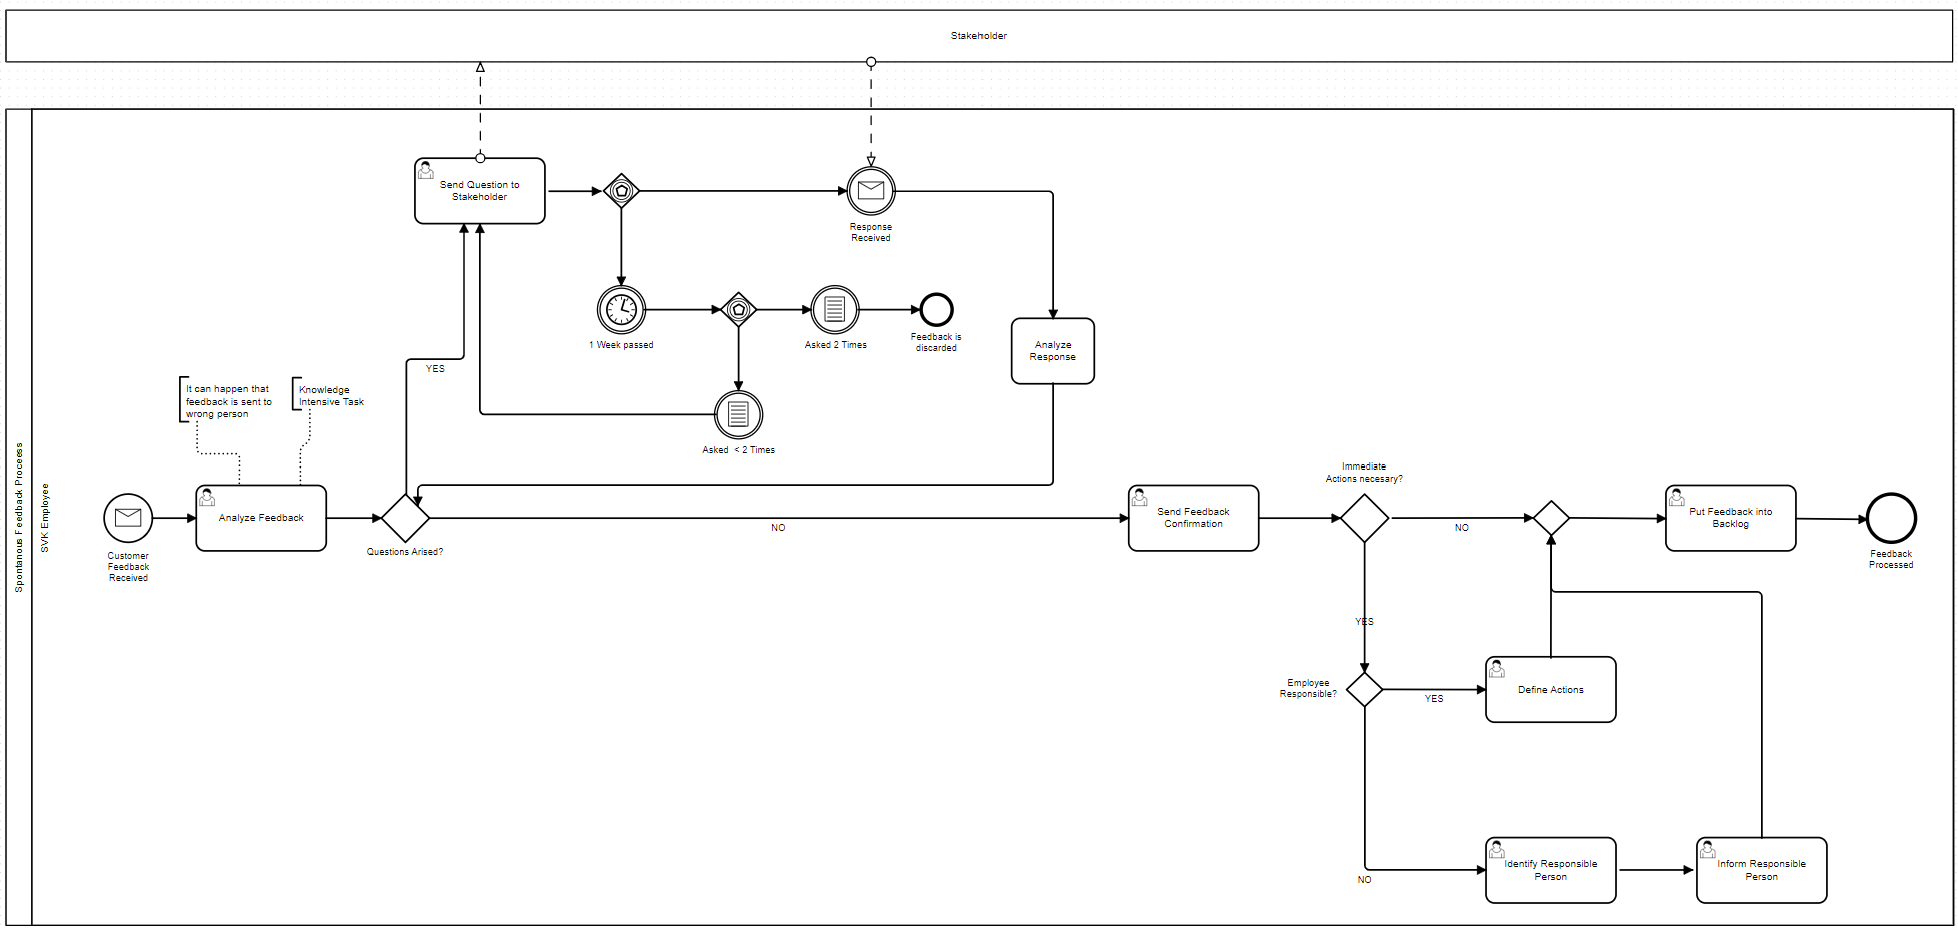 Stakeholder
Spontanous Feedback Proceess
SVK Employee
Send Question to
Stakeholder
Response
Received
1 Week passed
Asked 2 Times
Feedback is
discarded
Analyze
Response
YES
It can happen that
feedback is sent to
wrong person
Knowledge
Intensive Task
Asked < 2 Times
Customer
Feedback
Received
Analyze Feedback
Questions Arised?
NO
Send Feedback
Confirmation
Immediate
Actions necesary?
NO
Put Feedback into
Backlog
Feedback
Processed
YES
Employee
Responsible?
YES
Define Actions
NO
Identify Responsible
Person
Inform Responsible
Person